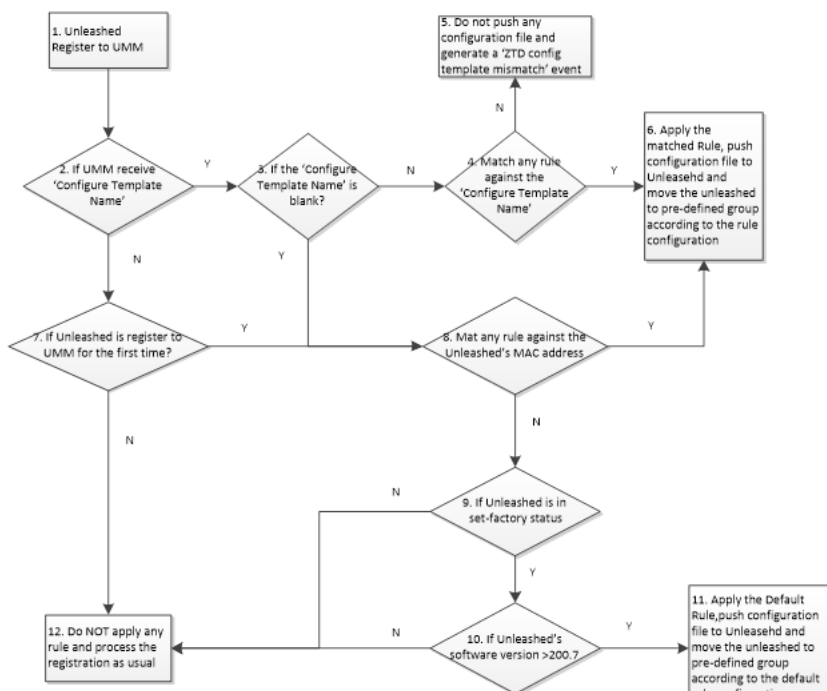 1. Unleashed
Register to UMM
5. Do not push any
configuration file and
generate a 'ZTD config
template mismatch' event
N
2. If UMM receive
'Configure Template
Name'
Y
3. If the 'Configure
Template Name' is
blank?
N
4. Match any rule
against the
'Configure Template
Name'
Y
6. Apply the
matched Rule, push
configuration file to
Unleasehd and
move the unleashed
to pre-defined group
according to the rule
configuration
N
Y
7. If Unleashed is register to
UMM for the first time?
Y
8. Mat any rule against the
Unleashed's MAC address
Y
N
N
9. If Unleashed is in
set-factory status
N
Y
12. Do NOT apply any
rule and process the
registration as usual
N
10. If Unleashed's
software version >200.7
Y
11. Apply the Default
Rule,push configuration
file to Unleasehd and
move the unleashed to
pre-defined group
according to the default